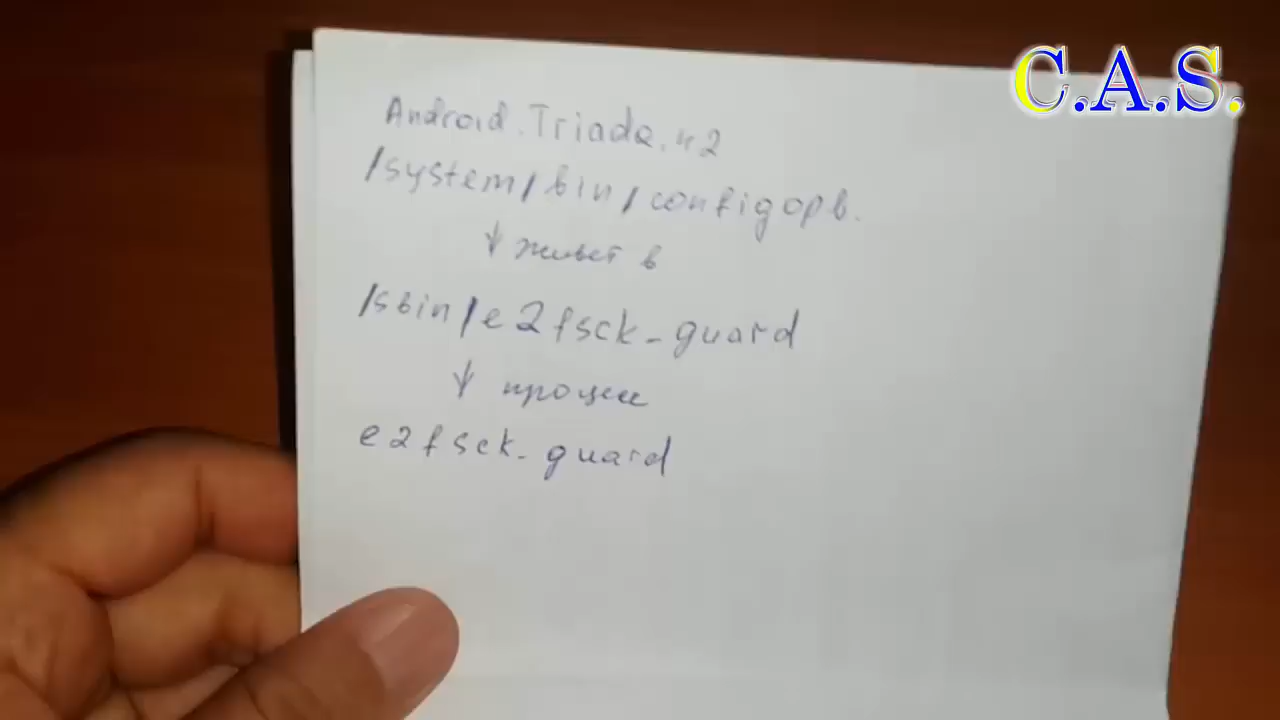 C.A.S.
Android.Triada.42
/system/bin/configopb.
↓ живет в
/sbin/e2fsck-guard
↓ процесс
e2fsck-guard